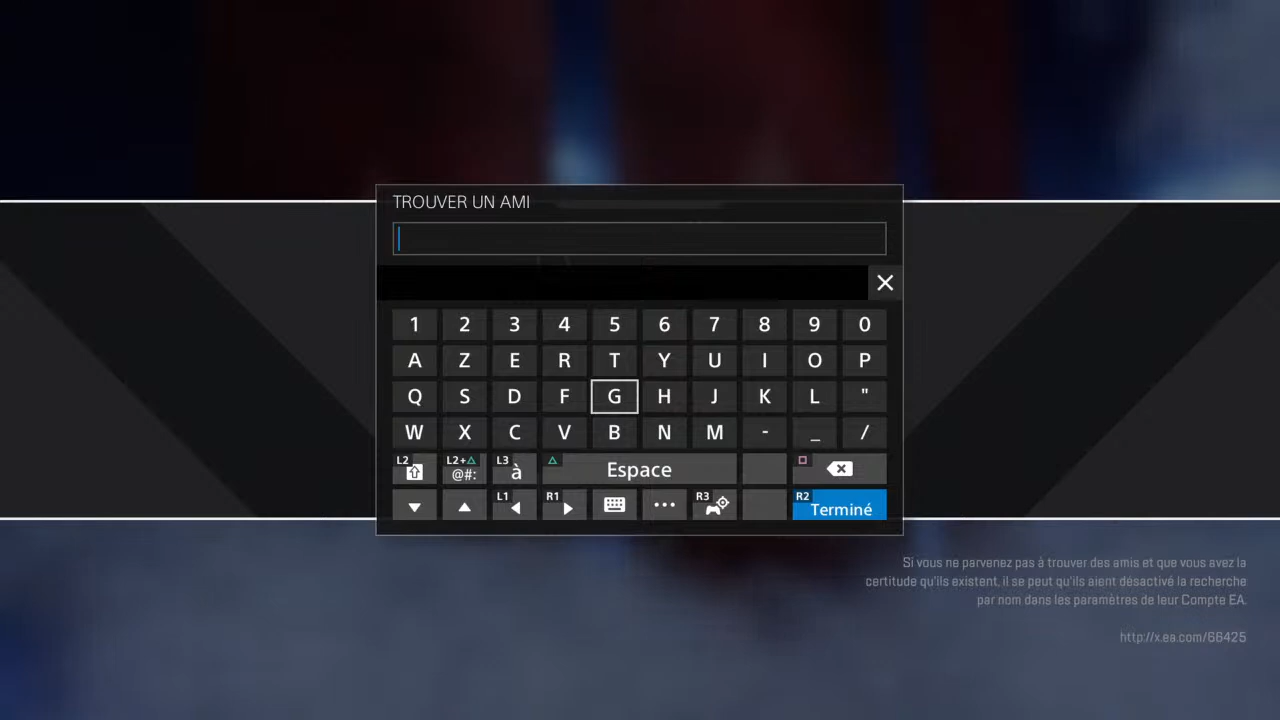 TROUVER UN AMI
1 2 3 4 5 6 7 8 9 0
A Z E R T Y U I O P
Q S D F G H J K L "
W X C V B N M - _ /
L2 L2+△ @#: L3 à △ Espace
L1 R1 ... R3 R2 Terminé
Si vous ne parvenez pas à trouver des amis et que vous avez la
certitude qu'ils existent, il se peut qu'ils aient désactivé la recherche
par nom dans les paramètres de leur Compte EA.
http://x.ea.com/66425